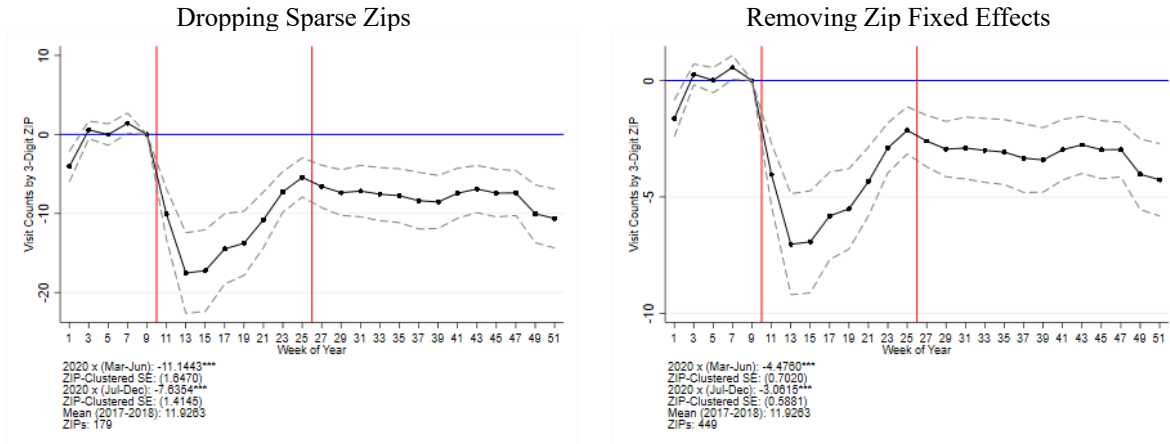 Dropping Sparse Zips
Visit Counts by 3-Digit ZIP
10
0
-10
-20
1 3 5 7 9 11 13 15 17 19 21 23 25 27 29 31 33 35 37 39 41 43 45 47 49 51
Week of Year
2020 x (Mar-Jun): -11.1443***
ZIP-Clustered SE: (1.6470)
2020 x (Jul-Dec): -7.6354***
ZIP-Clustered SE: (1.4145)
Mean (2017-2018): 11.9263
ZIPs: 179
Removing Zip Fixed Effects
Visit Counts by 3-Digit ZIP
0
-5
-10
1 3 5 7 9 11 13 15 17 19 21 23 25 27 29 31 33 35 37 39 41 43 45 47 49 51
Week of Year
2020 x (Mar-Jun): -4.4760***
ZIP-Clustered SE: (0.7020)
2020 x (Jul-Dec): -3.0615***
ZIP-Clustered SE: (0.5881)
Mean (2017-2018): 11.9263
ZIPs: 449